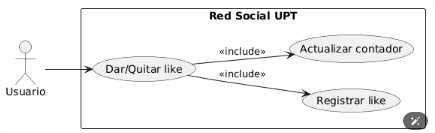 Red Social UPT
«include»
Actualizar contador
Dar/Quitar like
«include»
Usuario
Registrar like